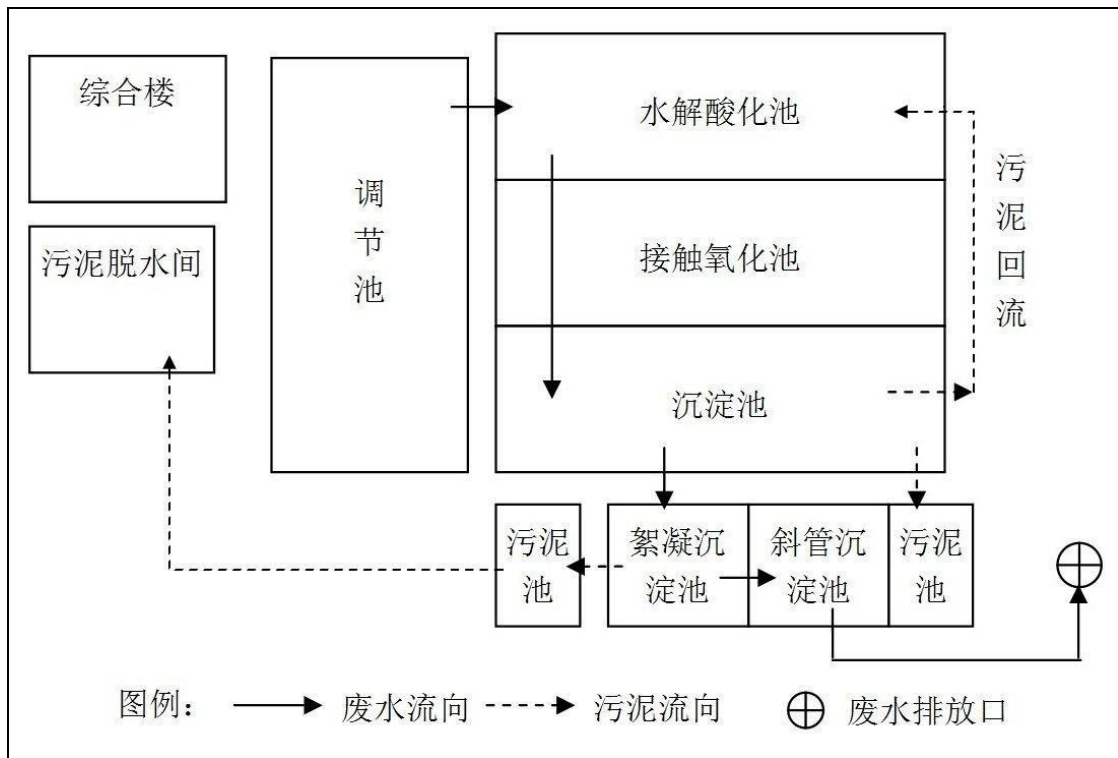 综合楼
污泥脱水间
调节池
水解酸化池
接触氧化池
沉淀池
污泥回流
污泥池
絮凝沉淀池
斜管沉淀池
污泥池
图例：
废水流向
污泥流向
废水排放口